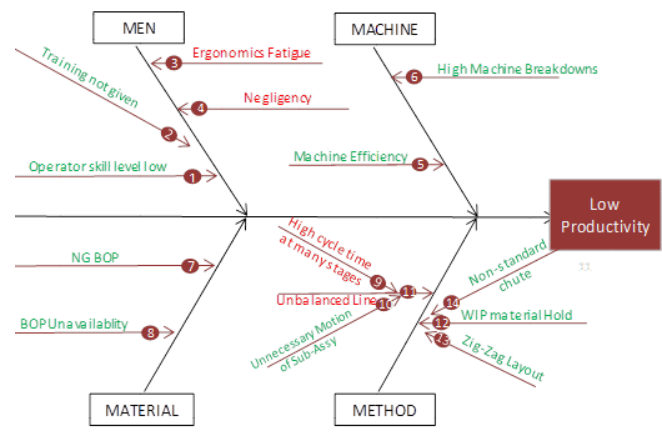 MEN
MACHINE
3
Ergonomics Fatigue
Training not given
6
High Machine Breakdowns
4
Negligency
2
Operator skill level low
1
Machine Efficiency
5
Low
Productivity
High cycle time
at many stages
Non-standard
chute
NG BOP
7
9
11
Unbalanced Line
10
14
BOP Unavailablity
8
12
WIP material Hold
Unnecessary Motion
of Sub-Assy
13
Zig-Zag Layout
MATERIAL
METHOD